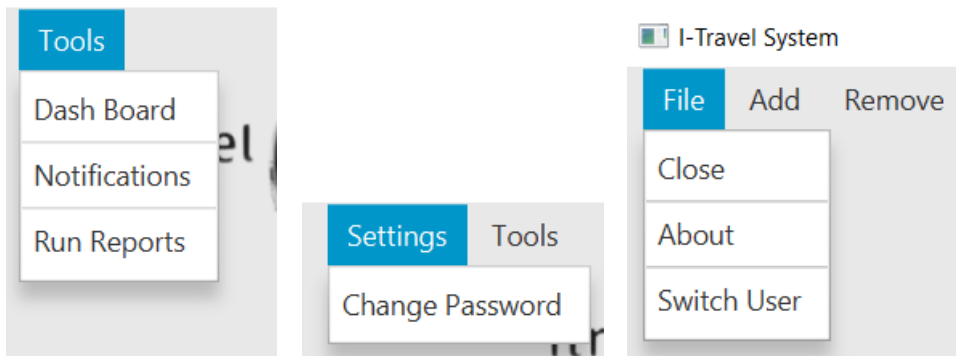 Tools
Dash Board
el
Notifications
Run Reports
Settings Tools
Change Password
I-Travel System
File Add Remove
Close
About
Switch User